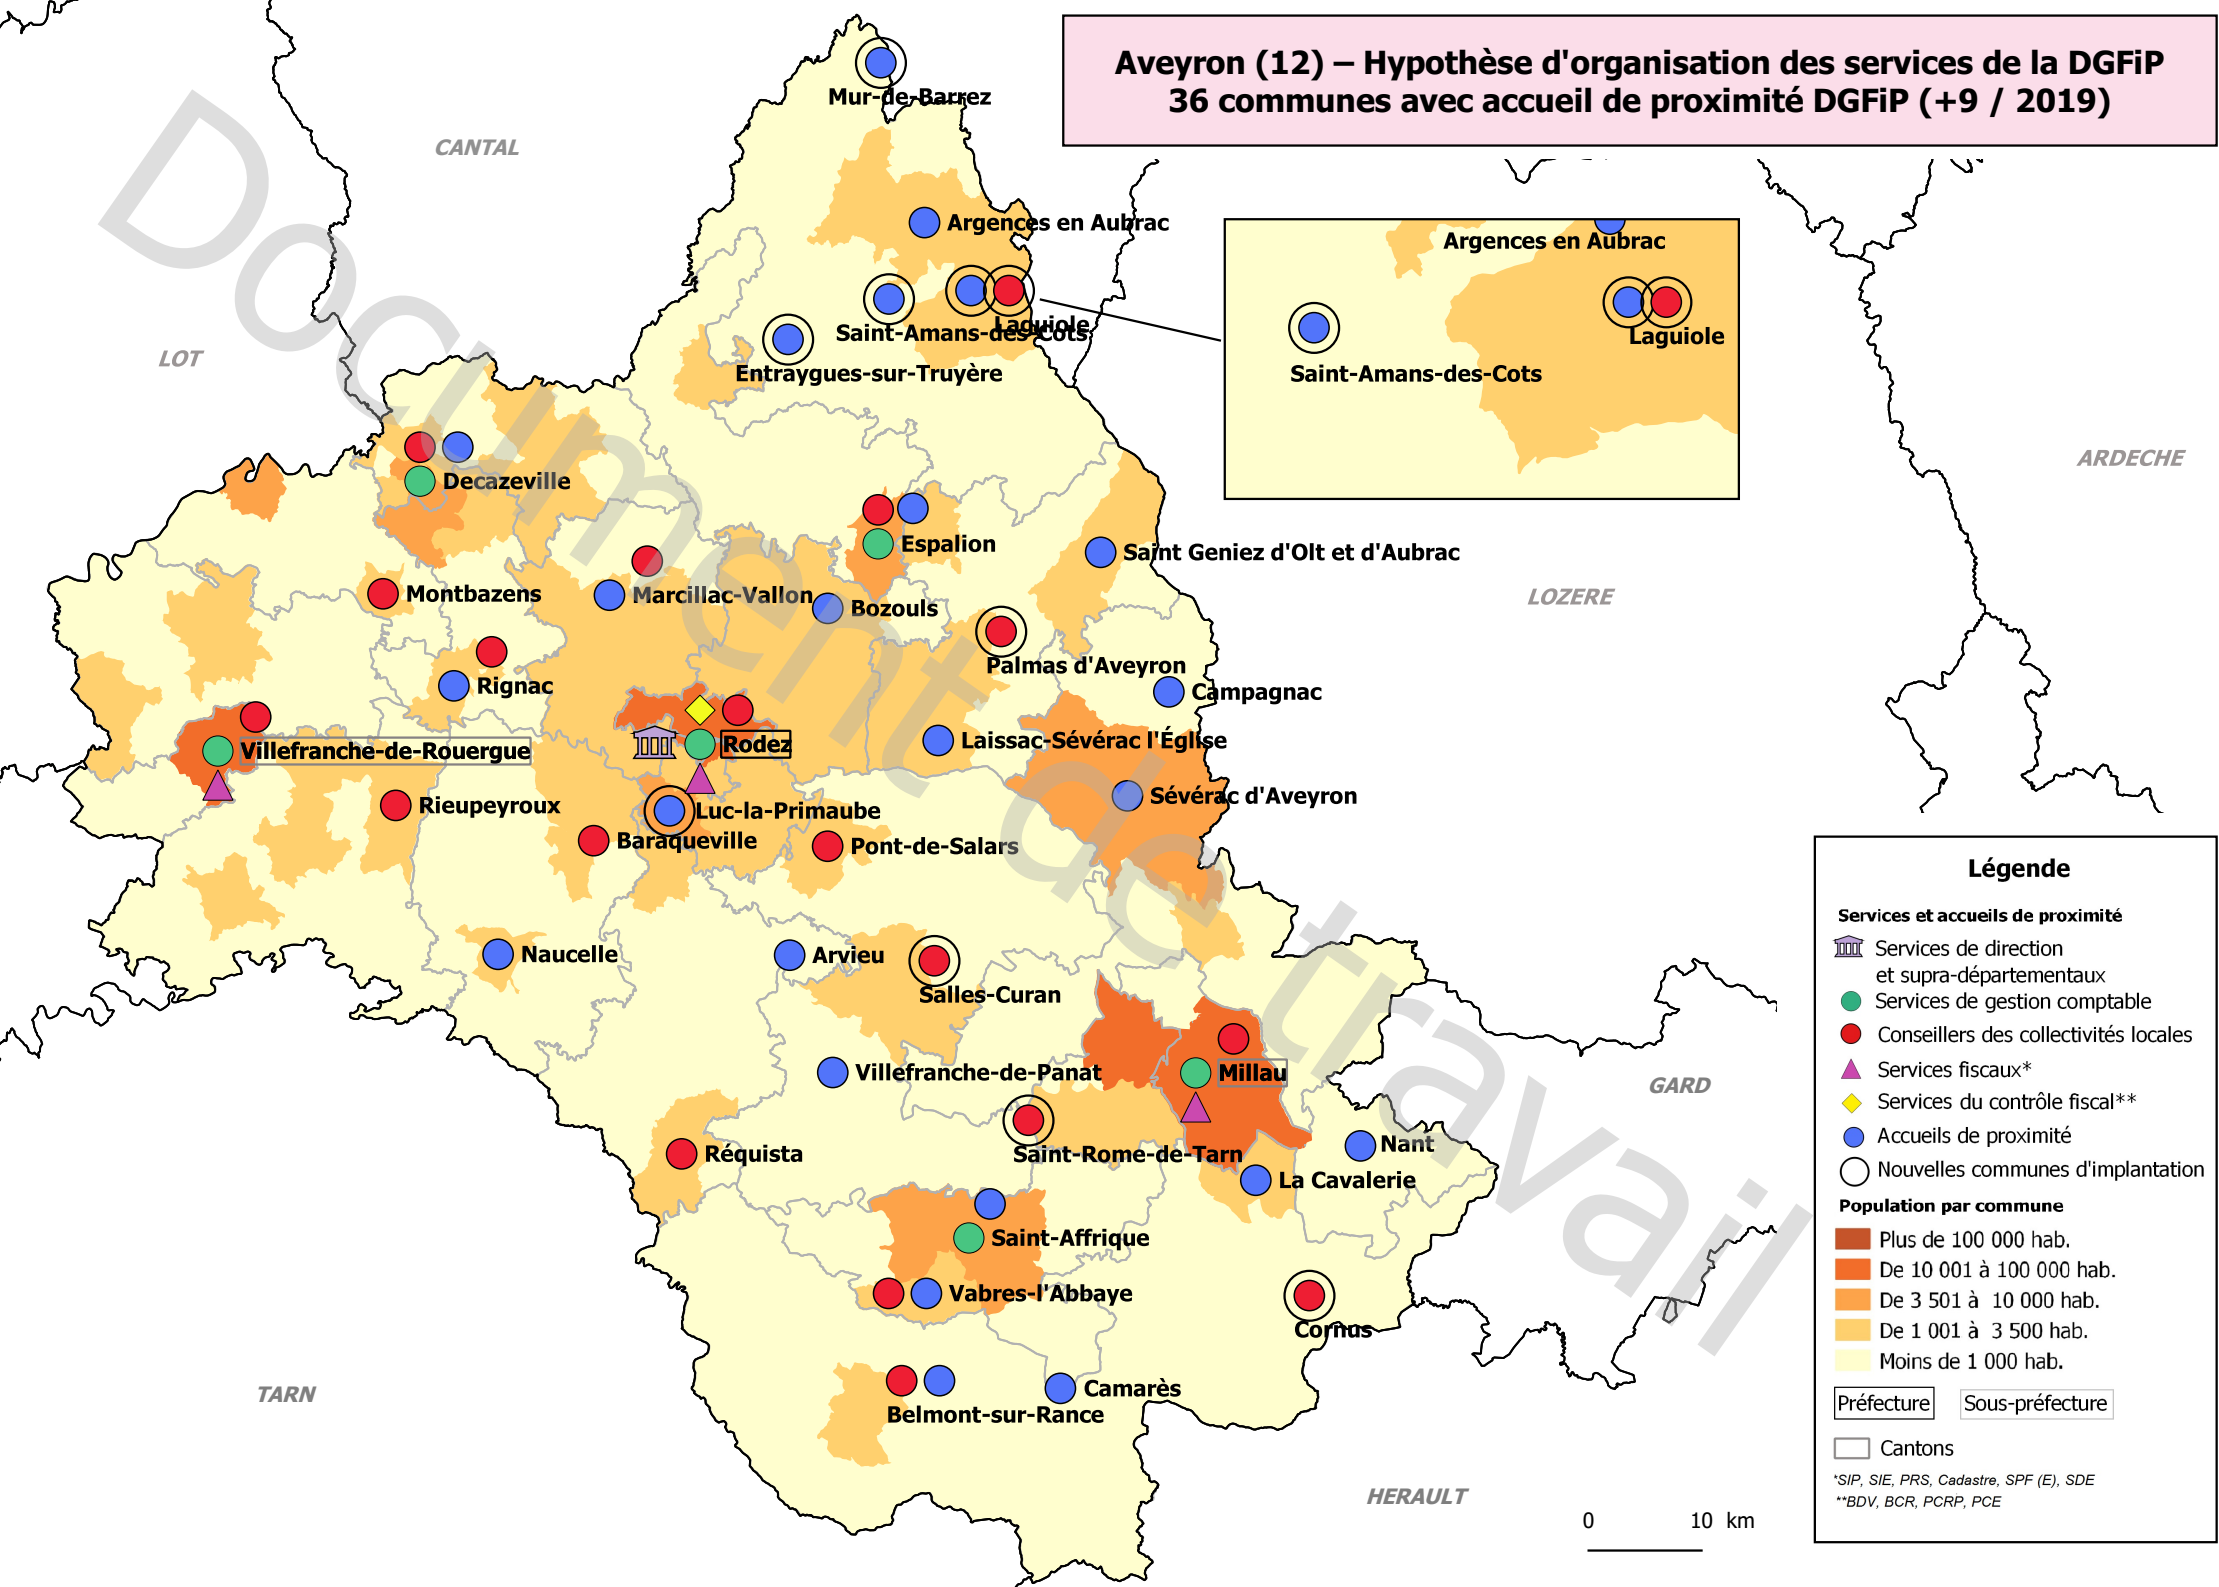 Aveyron (12) – Hypothèse d'organisation des services de la DGFiP
36 communes avec accueil de proximité DGFiP (+9 / 2019)
Document de travail
Mur-de-Barrez
CANTAL
Argences en Aubrac
Argences en Aubrac
Laguiole
Saint-Amans-des-Cots
Laguiole
Saint-Amans-des-Cots
LOT
Entraygues-sur-Truyère
ARDECHE
Decazeville
Espalion
Saint Geniez d'Olt et d'Aubrac
Montbazens
Marcillac-Vallon
Bozouls
LOZERE
Palmas d'Aveyron
Rignac
Campagnac
Villefranche-de-Rouergue
Rodez
Laissac-Sévérac l'Église
Sévérac d'Aveyron
Rieupeyroux
Luc-la-Primaube
Baraqueville
Pont-de-Salars
Naucelle
Arvieu
Salles-Curan
Villefranche-de-Panat
Millau
GARD
Réquista
Saint-Rome-de-Tarn
Nant
La Cavalerie
Saint-Affrique
Vabres-l'Abbaye
Cornus
TARN
Camarès
Belmont-sur-Rance
HERAULT
0 10 km
Légende
Services et accueils de proximité
Services de direction
et supra-départementaux
Services de gestion comptable
Conseillers des collectivités locales
Services fiscaux*
Services du contrôle fiscal**
Accueils de proximité
Nouvelles communes d'implantation
Population par commune
Plus de 100 000 hab.
De 10 001 à 100 000 hab.
De 3 501 à 10 000 hab.
De 1 001 à 3 500 hab.
Moins de 1 000 hab.
Préfecture Sous-préfecture
Cantons
*SIP, SIE, PRS, Cadastre, SPF (E), SDE
**BDV, BCR, PCRP, PCE